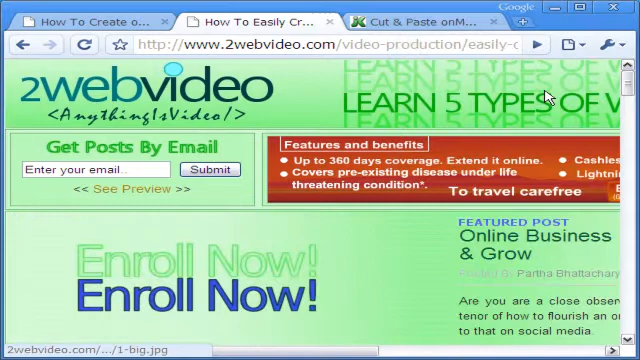 Google
How To Create o...
How To Easily Cr...
Cut & Paste onM...
http://www.2webvideo.com/video-production/easily-c
2webvideo
<AnythingIsVideo/>
LEARN 5 TYPES OF V
Get Posts By Email
Enter your email..
Submit
<< See Preview >>
Features and benefits
• Up to 360 days coverage. Extend it online.
• Covers pre-existing disease under life
threatening condition*.
• Cashles
• Lightnin
To travel carefree
Enroll Now!
Enroll Now!
FEATURED POST
Online Business
& Grow
Posted By Partha Bhattachary
Are you are a close obser
tenor of how to flourish an or
to that on social media.
2webvideo.com/.../1-big.jpg